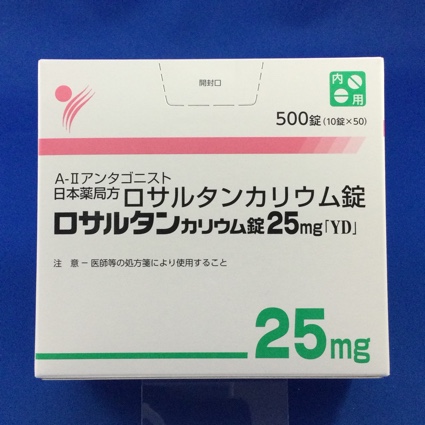 開封口
内用
500錠(10錠×50)
A-IIアンタゴニスト
日本薬局方 ロサルタンカリウム錠
ロサルタンカリウム錠25mg「YD」
注 意 − 医師等の処方箋により使用すること
25mg